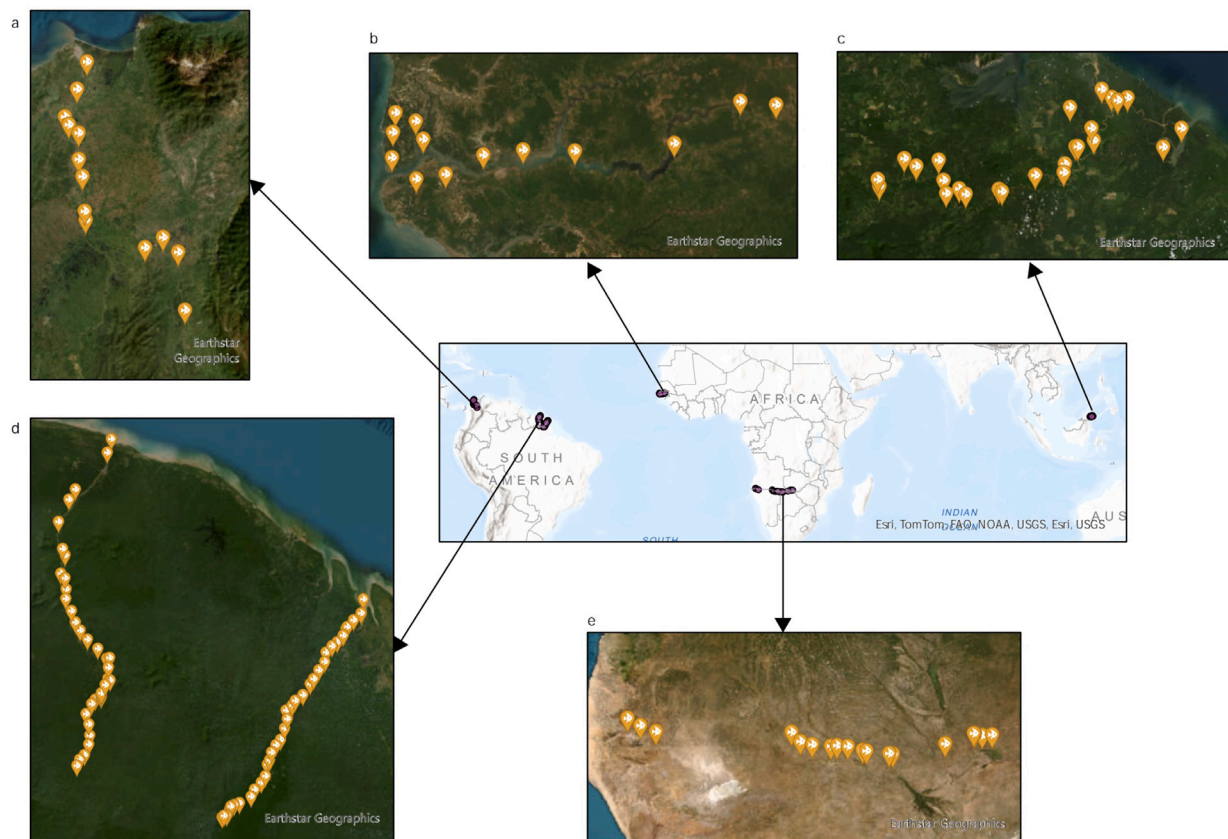 a
b
c
Earthstar Geographics
Earthstar Geographics
Earthstar
Geographics
AFRICA
SOUTH
AMERICA
INDIAN
OCEAN
AUS
Esri, TomTom, FAO, NOAA, USGS, Esri, USGS
SOUTH
d
Earthstar Geographics
e
Earthstar Geographics